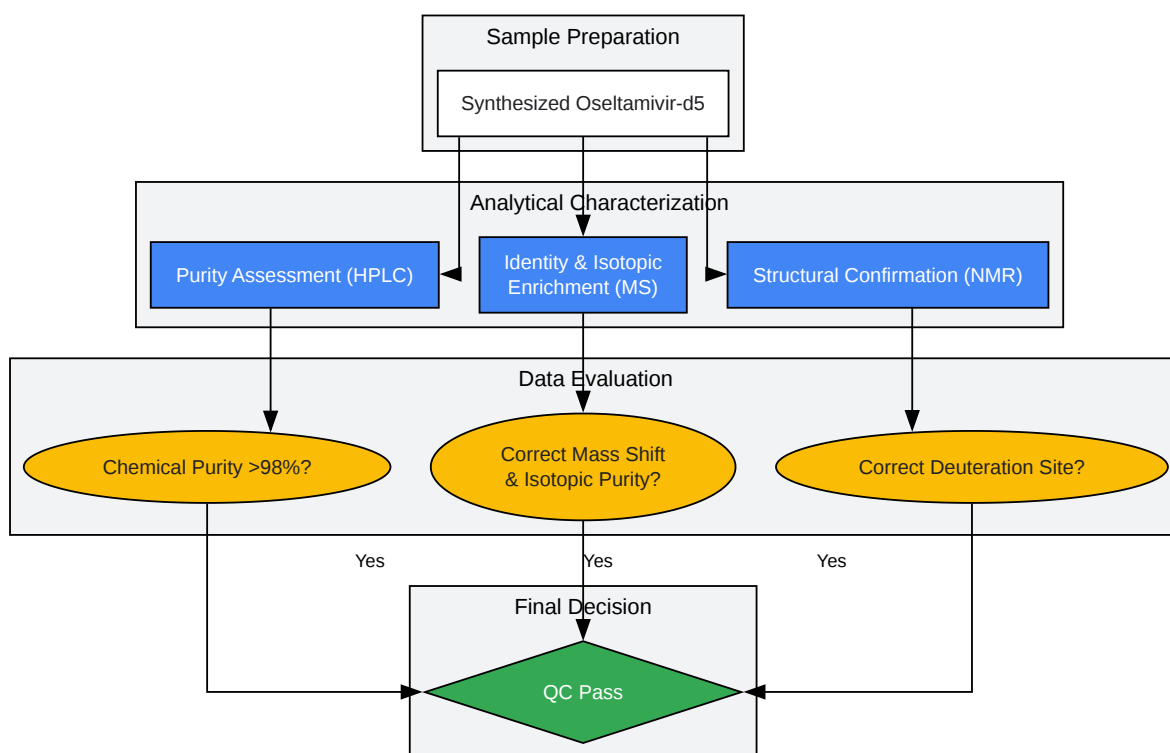 Sample Preparation
Synthesized Oseltamivir-d5
Analytical Characterization
Purity Assessment (HPLC)
Identity & Isotopic
Enrichment (MS)
Structural Confirmation (NMR)
Data Evaluation
Chemical Purity >98%?
Correct Mass Shift
& Isotopic Purity?
Correct Deuteration Site?
Yes
Yes
Yes
Final Decision
QC Pass